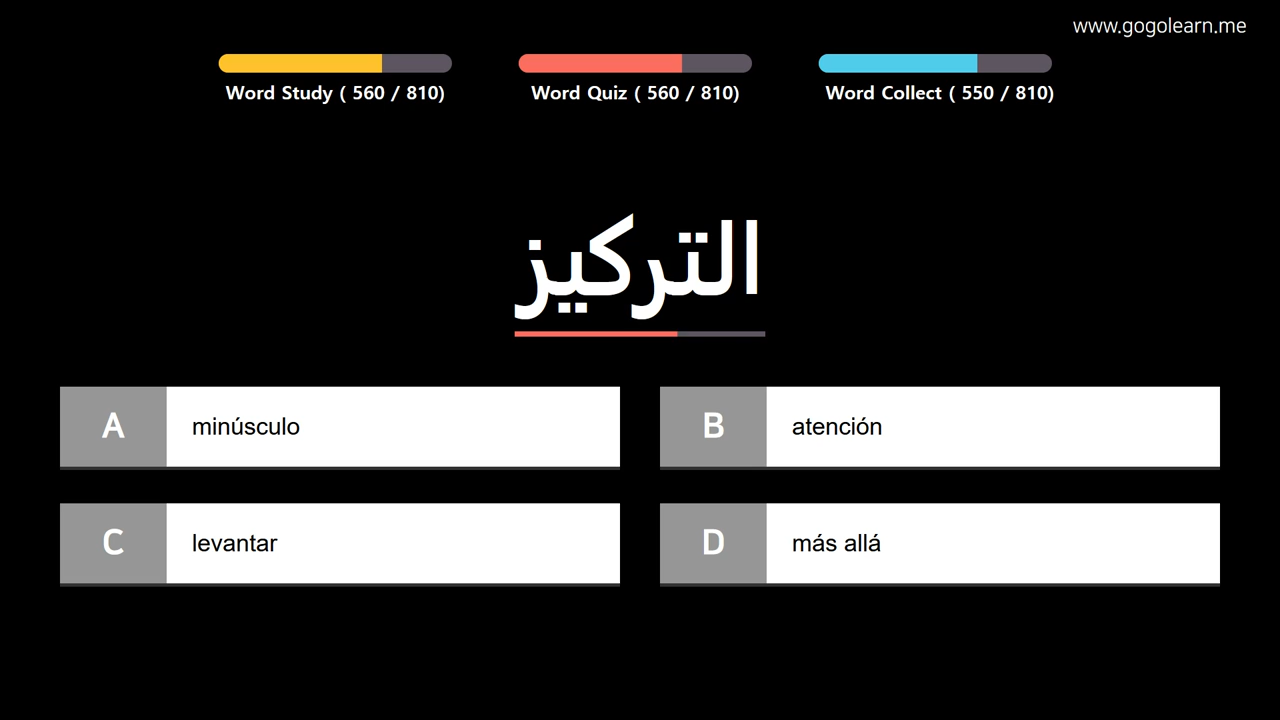 www.gogolearn.me
Word Study ( 560 / 810)
Word Quiz ( 560 / 810)
Word Collect ( 550 / 810)
التركيز
A minúsculo
B atención
C levantar
D más allá